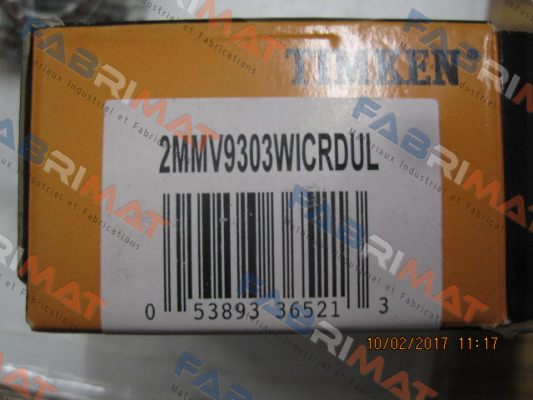 TIMKEN
2MMV9303WICRDUL
0 53893 36521 3
10/02/2017 11:17
FABRIMAT
Matériaux Industriel et Fabrications